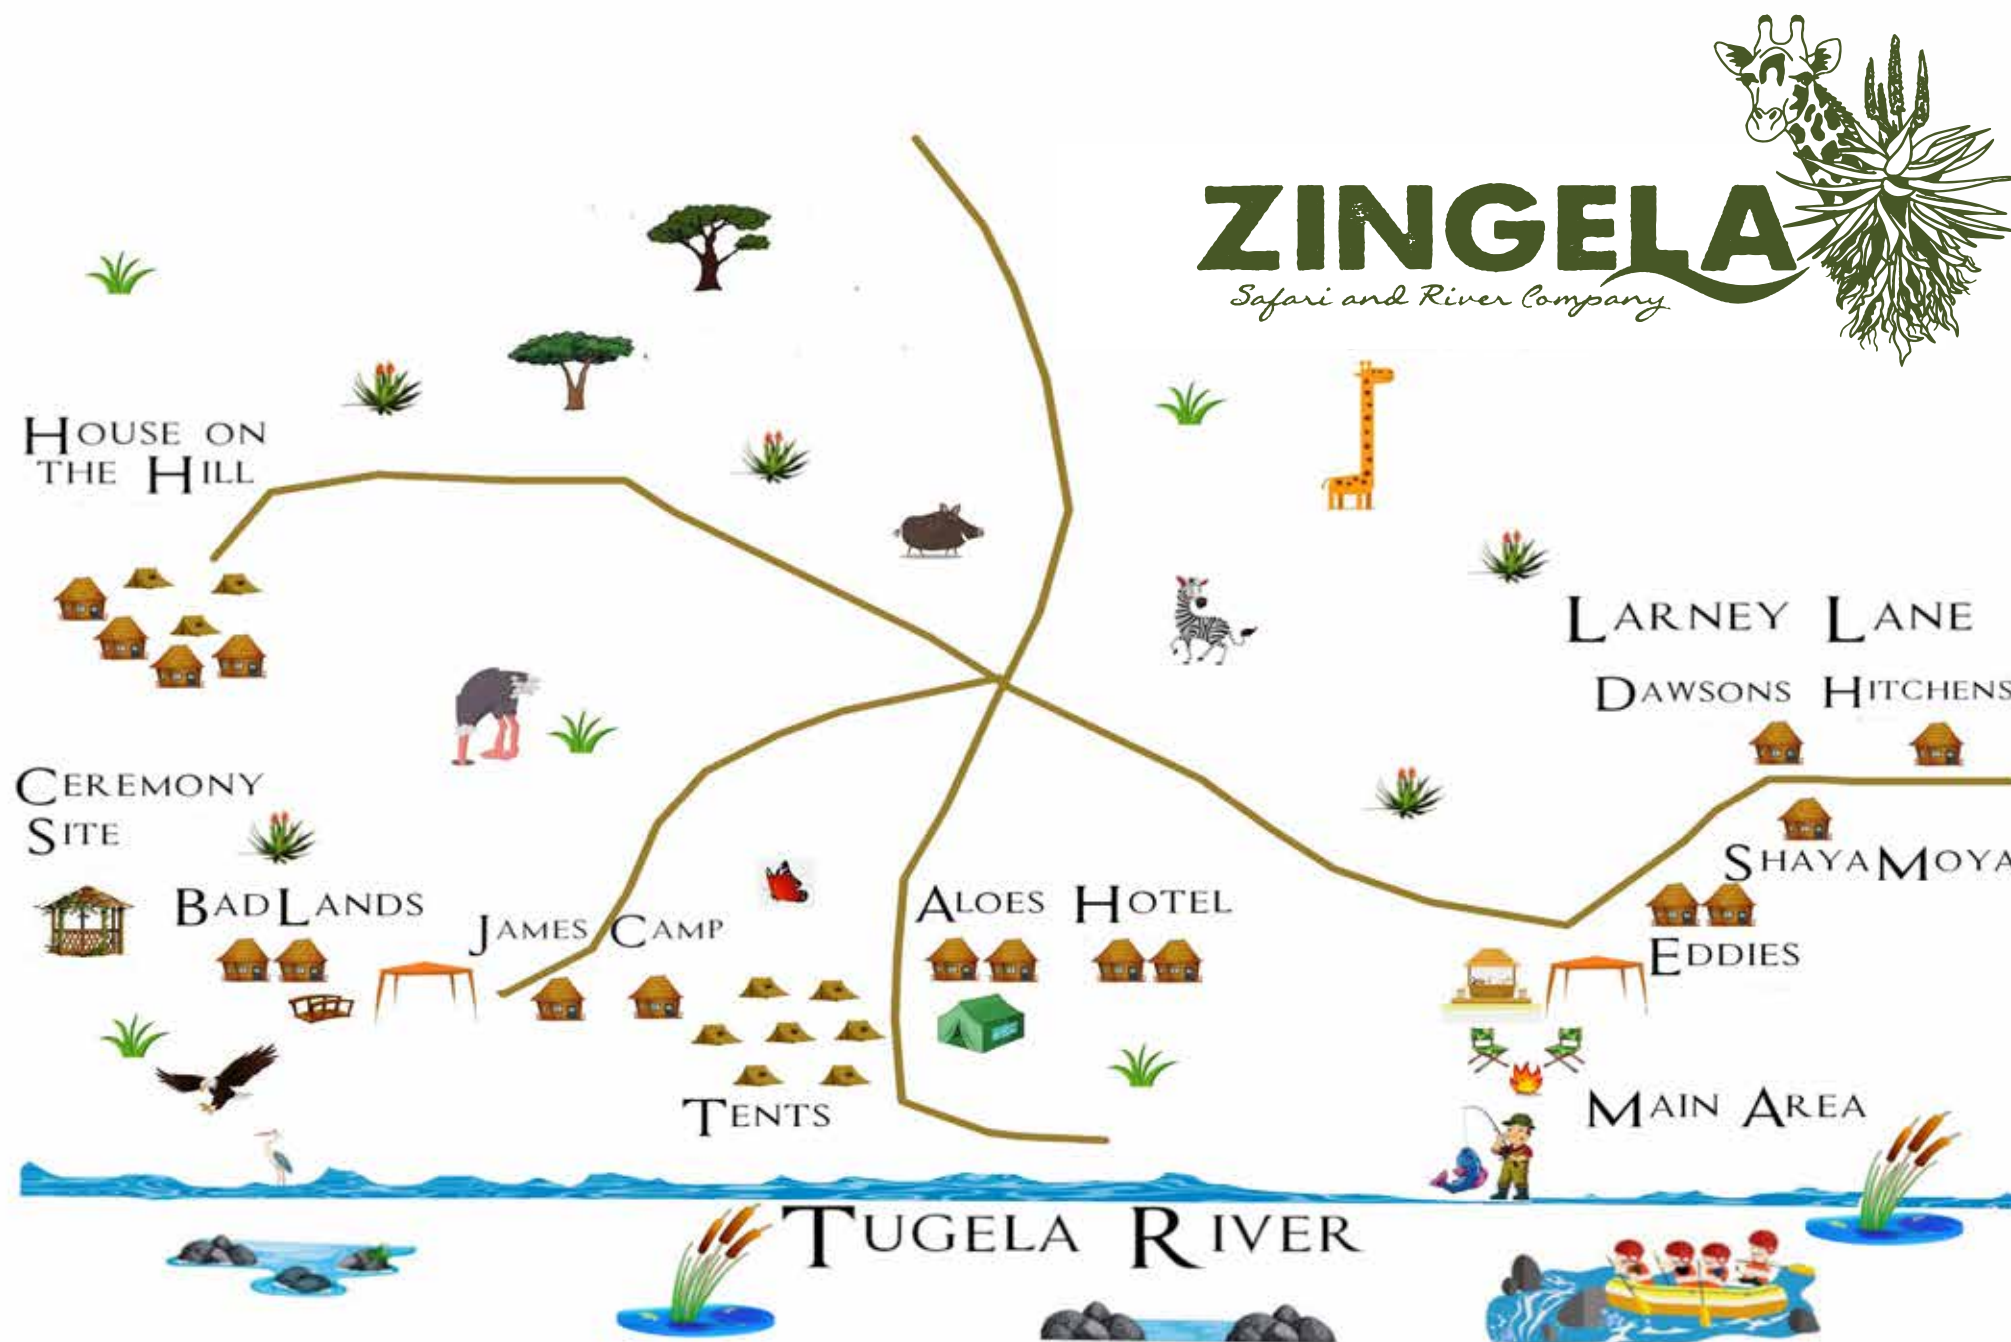 ZINGELA
Safari and River Company
HOUSE ON
THE HILL
LARNEY LANE
DAWSONS HITCHENS
CEREMONY
SITE
SHAYAMOYA
BADLANDS
JAMES CAMP
ALOES HOTEL
EDDIES
MAIN AREA
TENTS
TUGELA RIVER